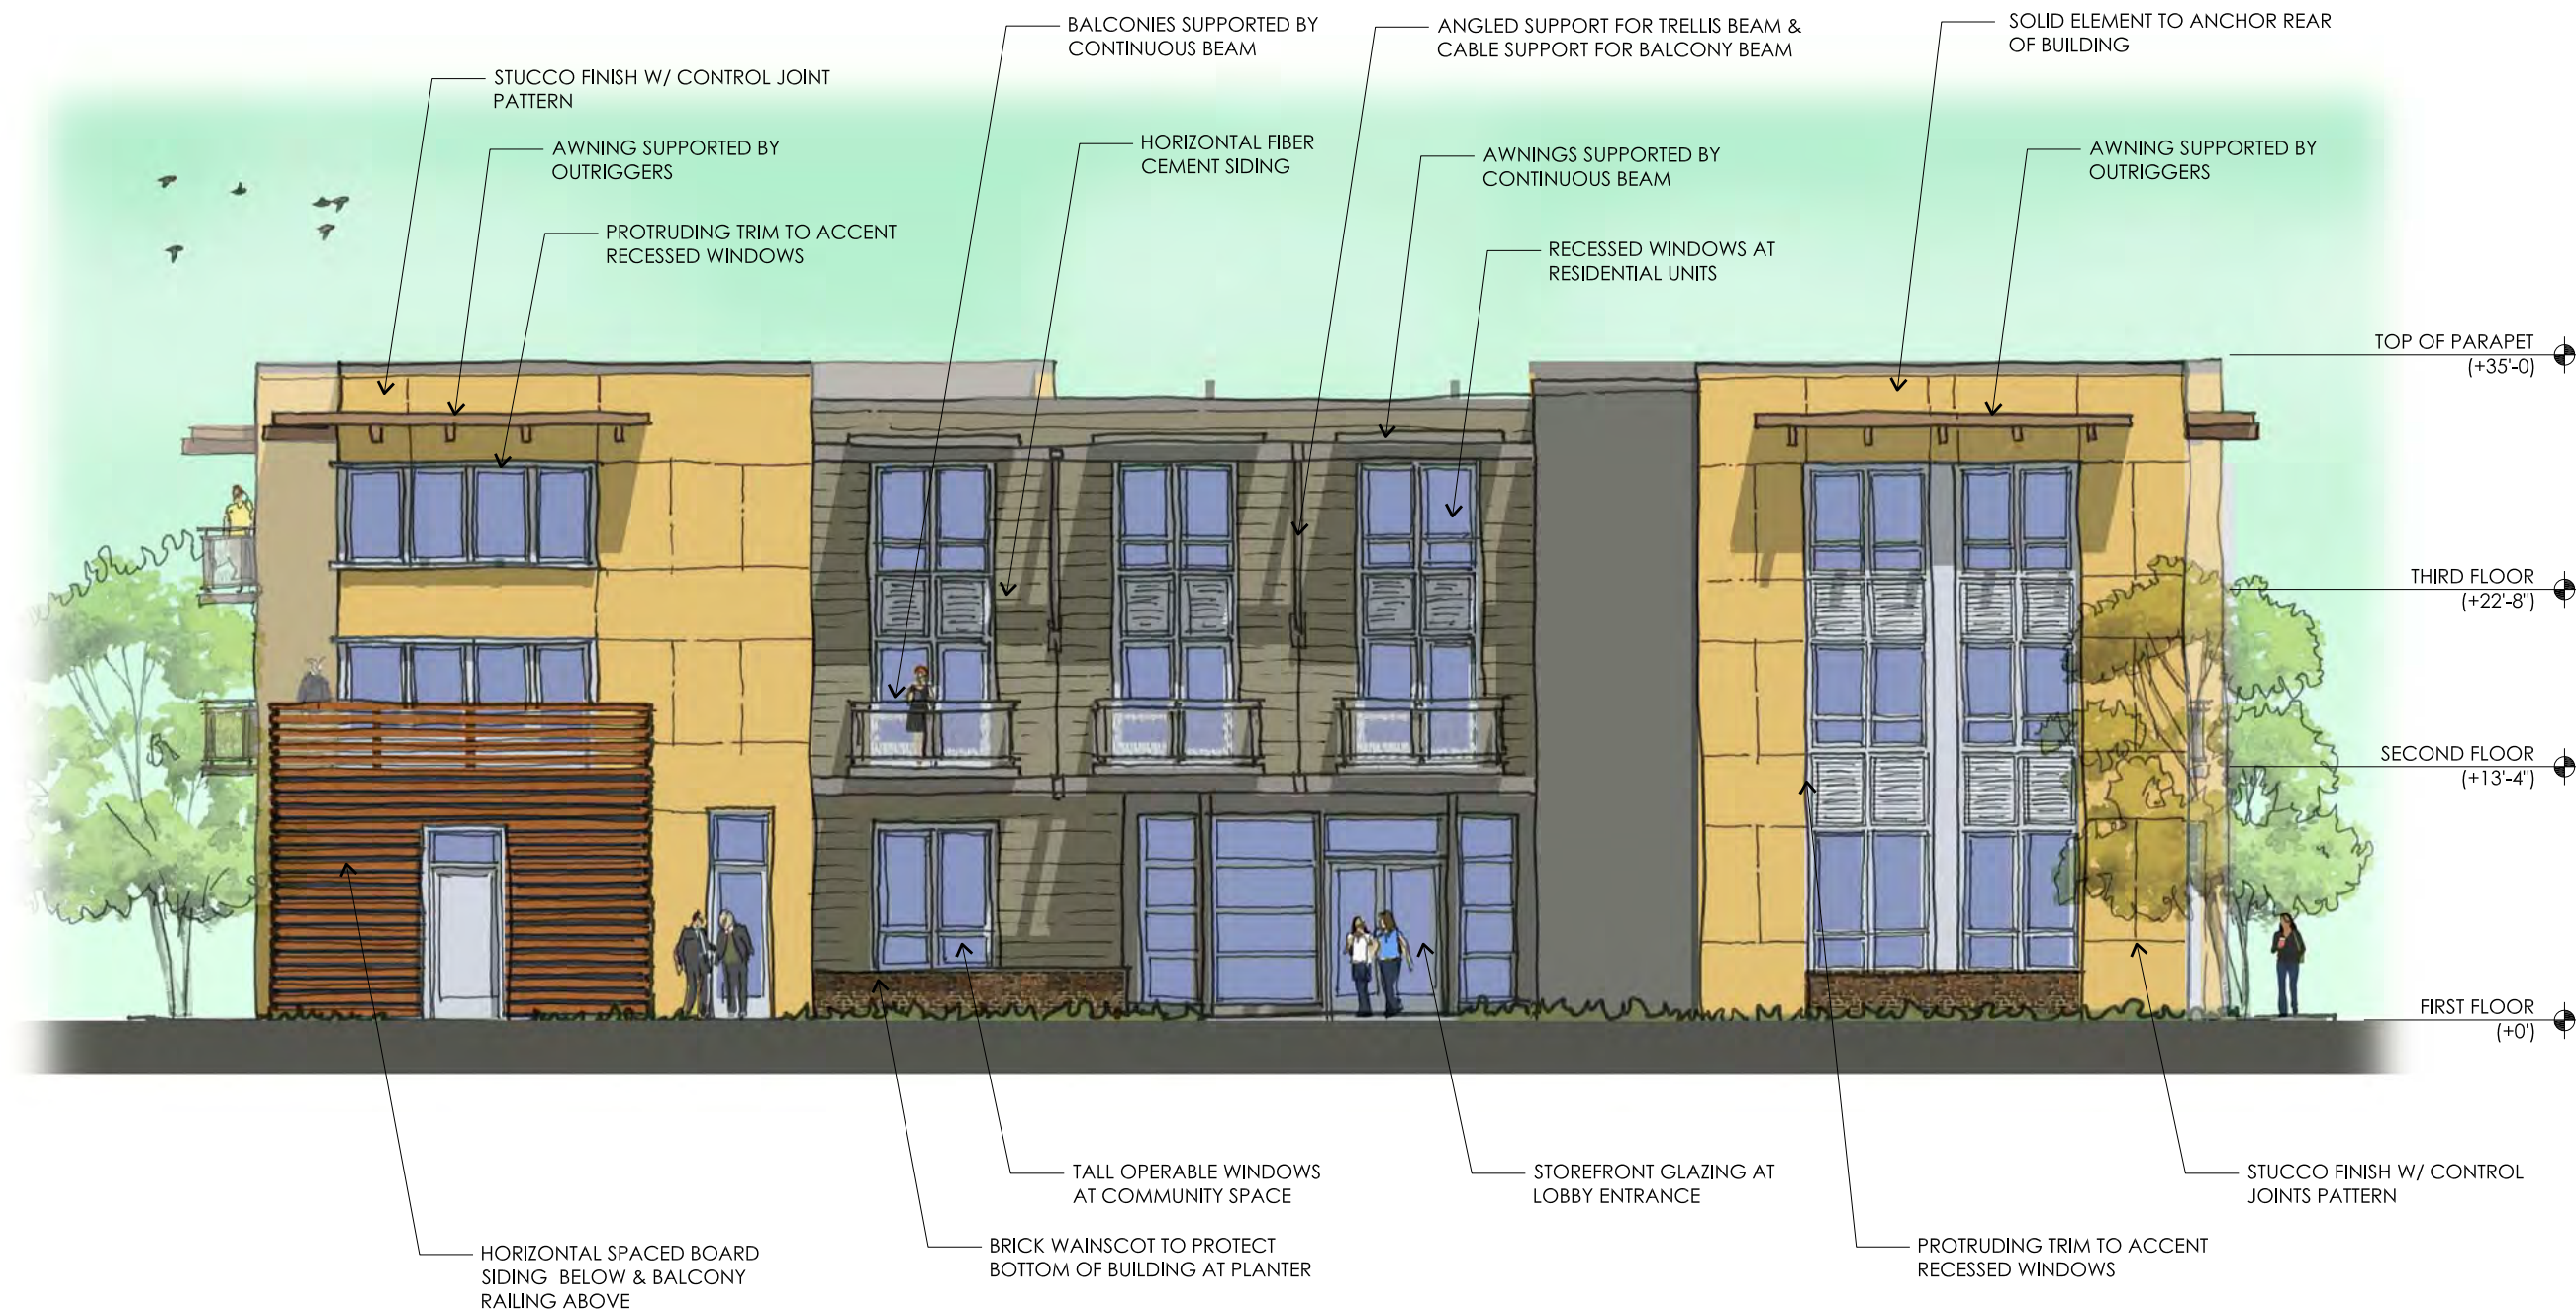 BALCONIES SUPPORTED BY
CONTINUOUS BEAM
ANGLED SUPPORT FOR TRELLIS BEAM &
CABLE SUPPORT FOR BALCONY BEAM
SOLID ELEMENT TO ANCHOR REAR
OF BUILDING
STUCCO FINISH W/ CONTROL JOINT
PATTERN
AWNING SUPPORTED BY
OUTRIGGERS
HORIZONTAL FIBER
CEMENT SIDING
AWNINGS SUPPORTED BY
CONTINUOUS BEAM
AWNING SUPPORTED BY
OUTRIGGERS
PROTRUDING TRIM TO ACCENT
RECESSED WINDOWS
RECESSED WINDOWS AT
RESIDENTIAL UNITS
TOP OF PARAPET
(+35'-0)
THIRD FLOOR
(+22'-8")
SECOND FLOOR
(+13'-4")
FIRST FLOOR
(+0')
TALL OPERABLE WINDOWS
AT COMMUNITY SPACE
STOREFRONT GLAZING AT
LOBBY ENTRANCE
STUCCO FINISH W/ CONTROL
JOINTS PATTERN
HORIZONTAL SPACED BOARD
SIDING BELOW & BALCONY
RAILING ABOVE
BRICK WAINSCOT TO PROTECT
BOTTOM OF BUILDING AT PLANTER
PROTRUDING TRIM TO ACCENT
RECESSED WINDOWS